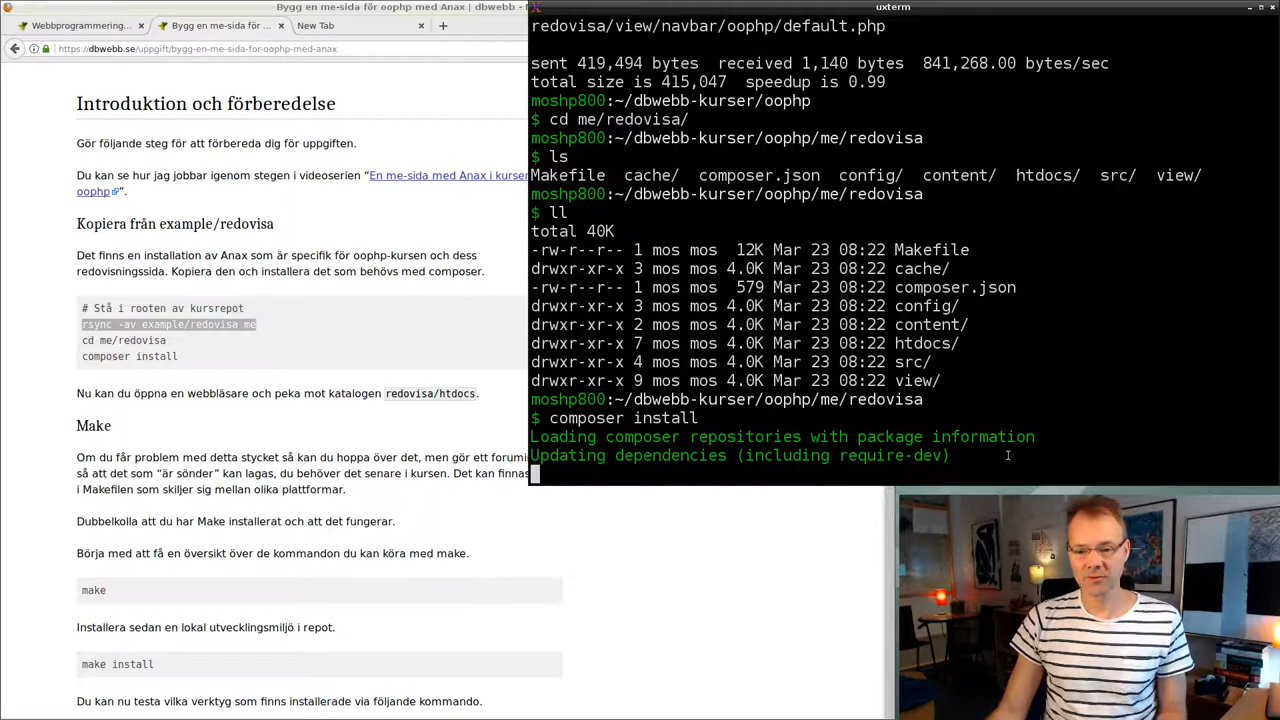 Bygg en me-sida för oophp med Anax | dbwebb
Webbprogrammering...
Bygg en me-sida för oophp
New Tab
https://dbwebb.se/uppgift/bygg-en-me-sida-for-oophp-med-anax
Introduktion och förberedelse
Gör följande steg för att förbereda dig för uppgiften.
Du kan se hur jag jobbar igenom stegen i videoserien “En me-sida med Anax i kursen
oophp”.
Kopiera från example/redovisa
Det finns en installation av Anax som är specifik för oophp-kursen och dess
redovisningssida. Kopiera den och installera det som behövs med composer.
# Stå i rooten av kursrepot
rsync -av example/redovisa me
cd me/redovisa
composer install
Nu kan du öppna en webbläsare och peka mot katalogen redovisa/htdocs.
Make
Om du får problem med detta stycket så kan du hoppa över det, men gör ett forumin
så att det som “är sönder” kan lagas, du behöver det senare i kursen. Det kan finnas
i Makefilen som skiljer sig mellan olika plattformar.
Dubbelkolla att du har Make installerat och att det fungerar.
Börja med att få en översikt över de kommandon du kan köra med make.
make
Installera sedan en lokal utvecklingsmiljö i repot.
make install
Du kan nu testa vilka verktyg som finns installerade via följande kommando.
uxterm
redovisa/view/navbar/oophp/default.php
sent 419,494 bytes  received 1,140 bytes  841,268.00 bytes/sec
total size is 415,047  speedup is 0.99
moshp800:~/dbwebb-kurser/oophp
$ cd me/redovisa/
moshp800:~/dbwebb-kurser/oophp/me/redovisa
$ ls
Makefile  cache/  composer.json  config/  content/  htdocs/  src/  view/
moshp800:~/dbwebb-kurser/oophp/me/redovisa
$ ll
total 40K
-rw-r--r-- 1 mos mos  12K Mar 23 08:22 Makefile
drwxr-xr-x 3 mos mos 4.0K Mar 23 08:22 cache/
-rw-r--r-- 1 mos mos  579 Mar 23 08:22 composer.json
drwxr-xr-x 3 mos mos 4.0K Mar 23 08:22 config/
drwxr-xr-x 2 mos mos 4.0K Mar 23 08:22 content/
drwxr-xr-x 7 mos mos 4.0K Mar 23 08:22 htdocs/
drwxr-xr-x 4 mos mos 4.0K Mar 23 08:22 src/
drwxr-xr-x 9 mos mos 4.0K Mar 23 08:22 view/
moshp800:~/dbwebb-kurser/oophp/me/redovisa
$ composer install
Loading composer repositories with package information
Updating dependencies (including require-dev)